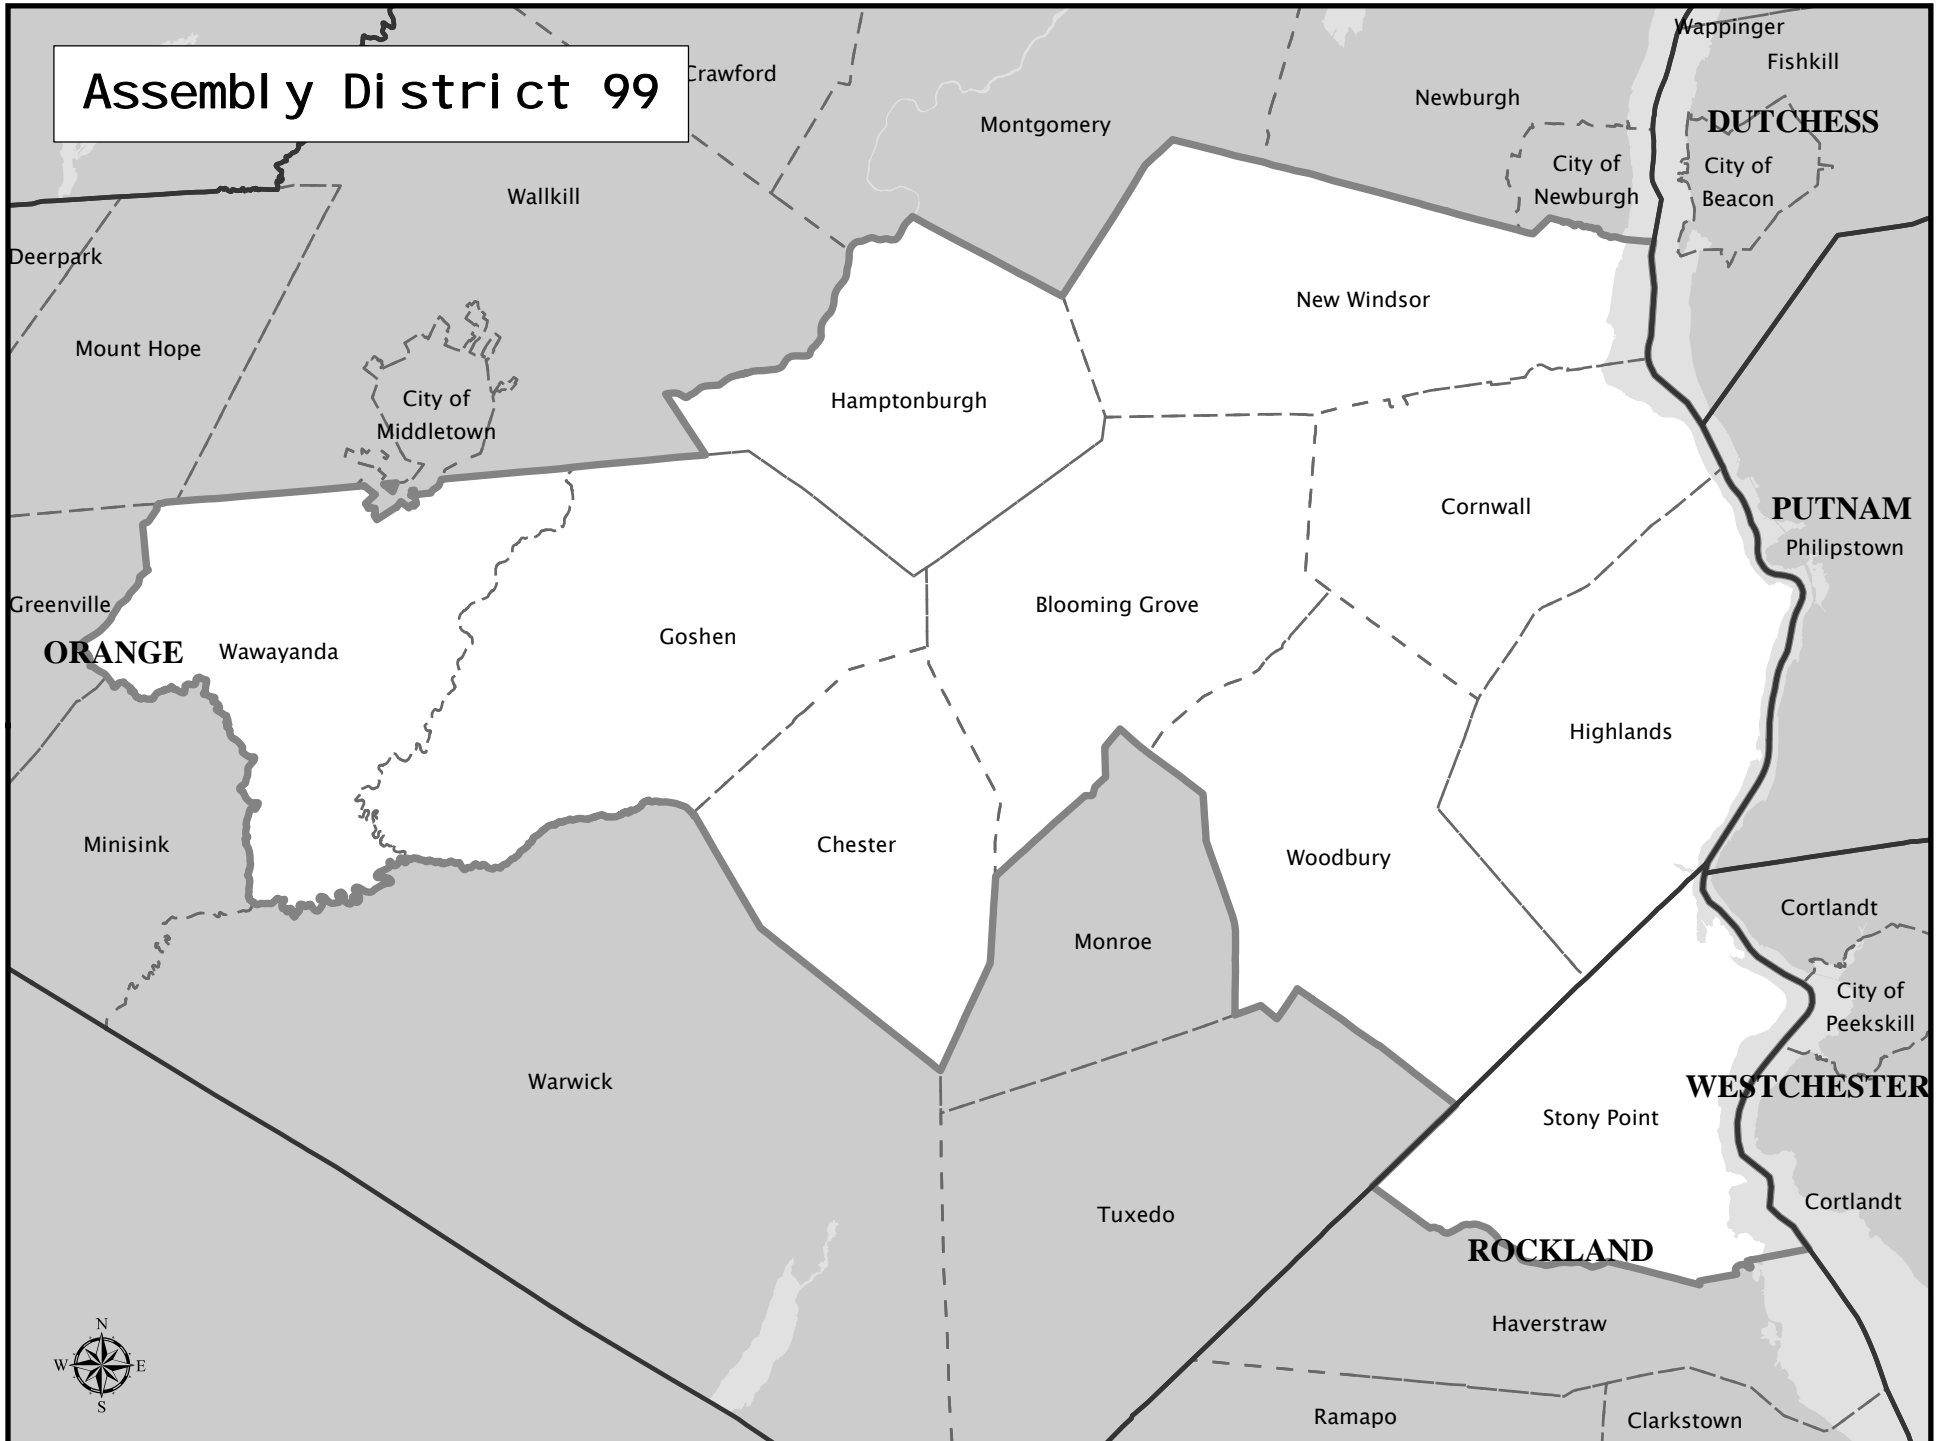 Wappinger
Fishkill
Assembly District 99
Crawford
Newburgh
Montgomery
DUTCHESS
City of
Newburgh
City of
Beacon
Wallkill
Deerpark
New Windsor
Mount Hope
City of
Middletown
Hamptonburgh
Cornwall
PUTNAM
Philipstown
Greenville
Blooming Grove
Goshen
ORANGE
Wawayanda
Highlands
Minisink
Chester
Woodbury
Cortlandt
Monroe
City of
Peekskill
Warwick
WESTCHESTER
Stony Point
Cortlandt
Tuxedo
ROCKLAND
Haverstraw
N
W E
S
Ramapo
Clarkstown